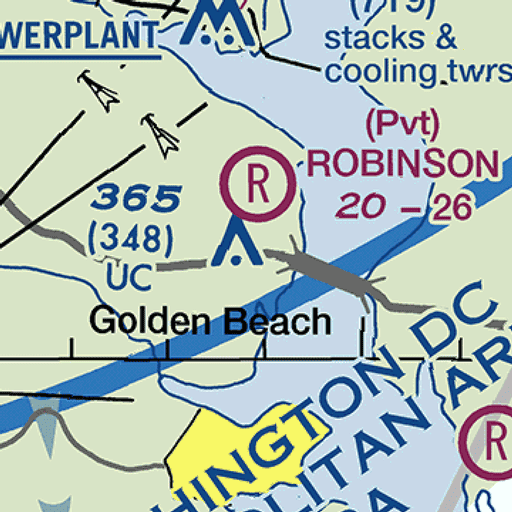 WERPLANT
(719)
stacks &
cooling twrs
(Pvt)
ROBINSON
20 - 26
R
365
(348)
UC
Golden Beach
HINGTON DC
LITAN AR
R